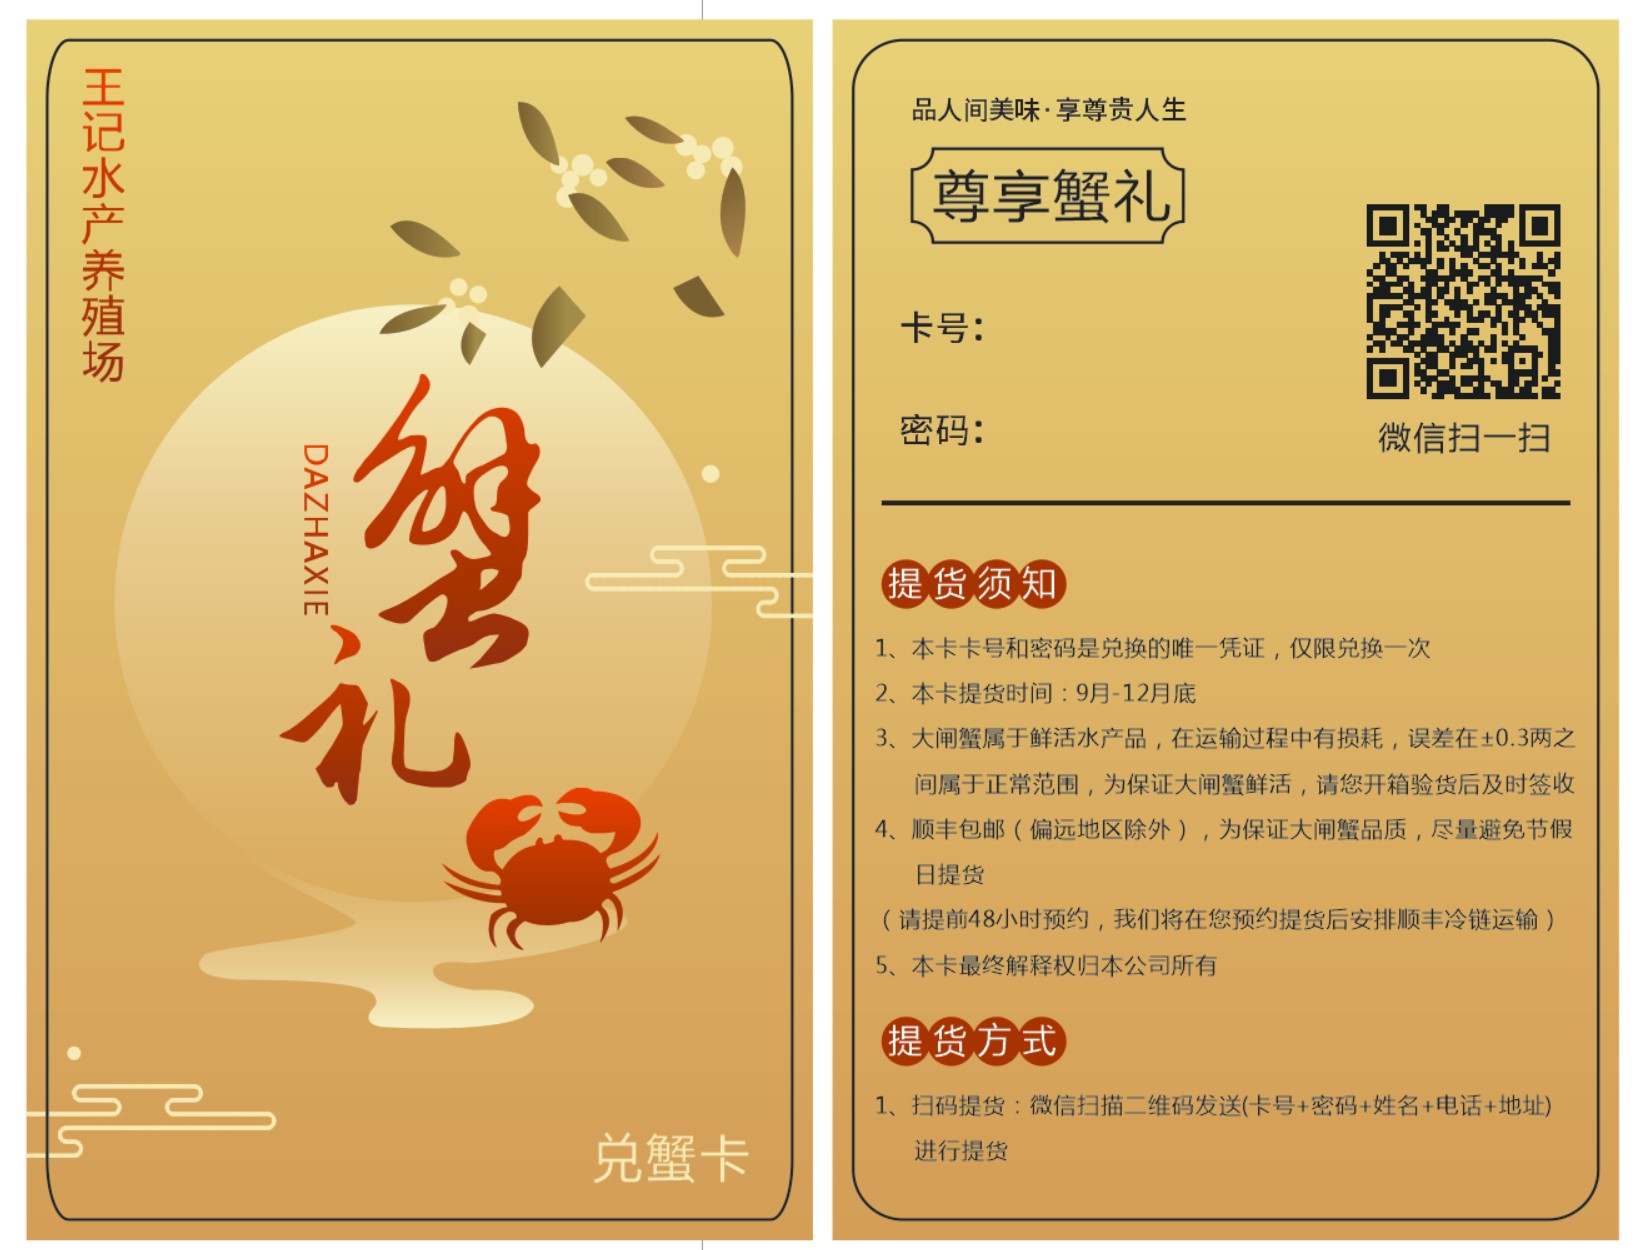 王记水产养殖场
蟹礼
DAZHAXIE
兑蟹卡
品人间美味·享尊贵人生
尊享蟹礼
卡号：
密码：
微信扫一扫
提货须知
1、本卡卡号和密码是兑换的唯一凭证，仅限兑换一次
2、本卡提货时间：9月-12月底
3、大闸蟹属于鲜活水产品，在运输过程中有损耗，误差在±0.3两之
间属于正常范围，为保证大闸蟹鲜活，请您开箱验货后及时签收
4、顺丰包邮（偏远地区除外），为保证大闸蟹品质，尽量避免节假
日提货
（请提前48小时预约，我们将在您预约提货后安排顺丰冷链运输）
5、本卡最终解释权归本公司所有
提货方式
1、扫码提货：微信扫描二维码发送(卡号+密码+姓名+电话+地址)
进行提货